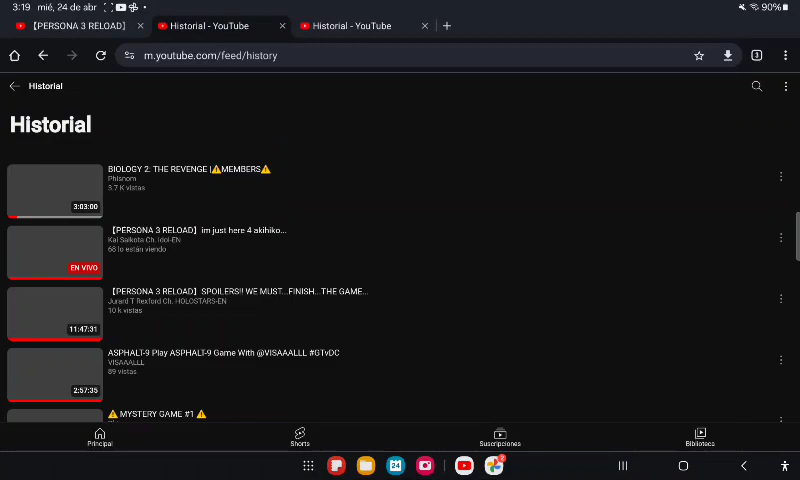 3:19 mié, 24 de abr
90%
【PERSONA 3 RELOAD】
Historial - YouTube
Historial - YouTube
m.youtube.com/feed/history
3
Historial
Historial
BIOLOGY 2: THE REVENGE |⚠️MEMBERS⚠️
Phisnom
3.7 K vistas
3:03:00
【PERSONA 3 RELOAD】 im just here 4 akihiko...
Kai Saikota Ch. idol-EN
68 lo están viendo
EN VIVO
【PERSONA 3 RELOAD】 SPOILERS!! WE MUST....FINISH...THE GAME...
Jurard T Rexford Ch. HOLOSTARS-EN
10 k vistas
11:47:31
ASPHALT-9 Play ASPHALT-9 Game With @VISAAALLL #GTvDC
VISAAALLL
89 vistas
2:57:35
⚠️ MYSTERY GAME #1 ⚠️
Principal
Shorts
Suscripciones
Biblioteca
24
2